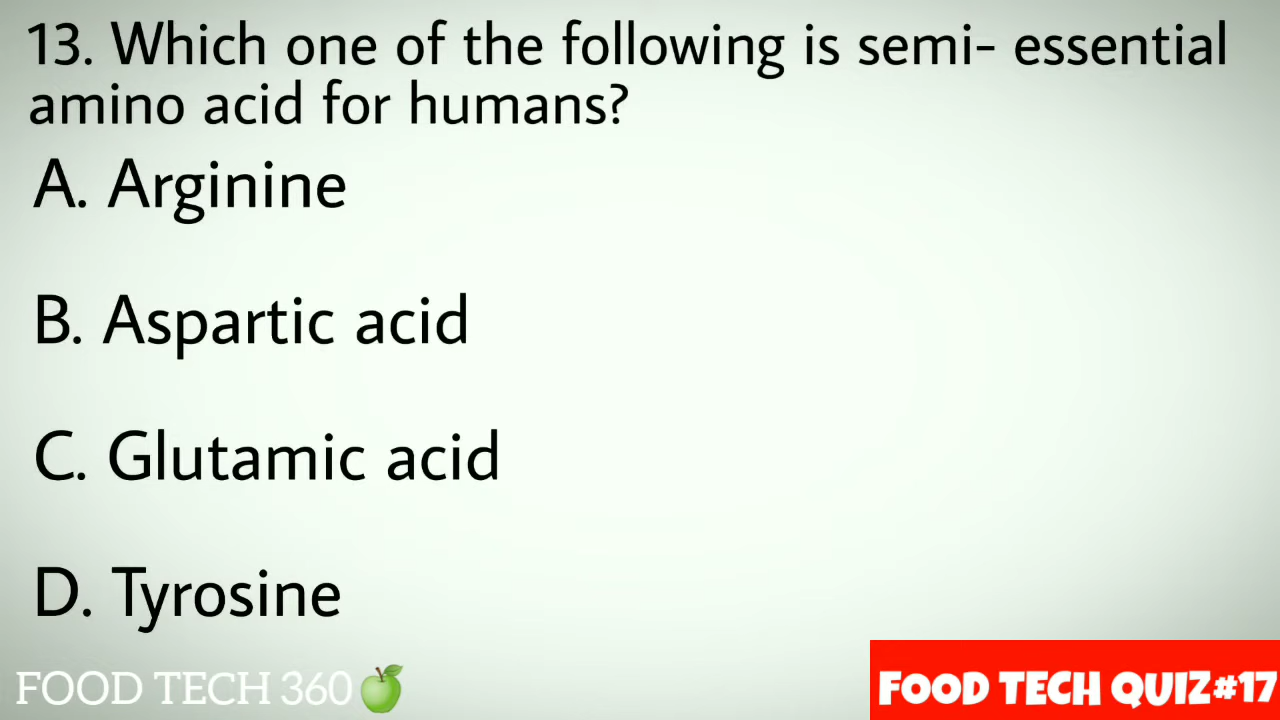 13. Which one of the following is semi- essential
amino acid for humans?
A. Arginine
B. Aspartic acid
C. Glutamic acid
D. Tyrosine
FOOD TECH 360
FOOD TECH QUIZ#17